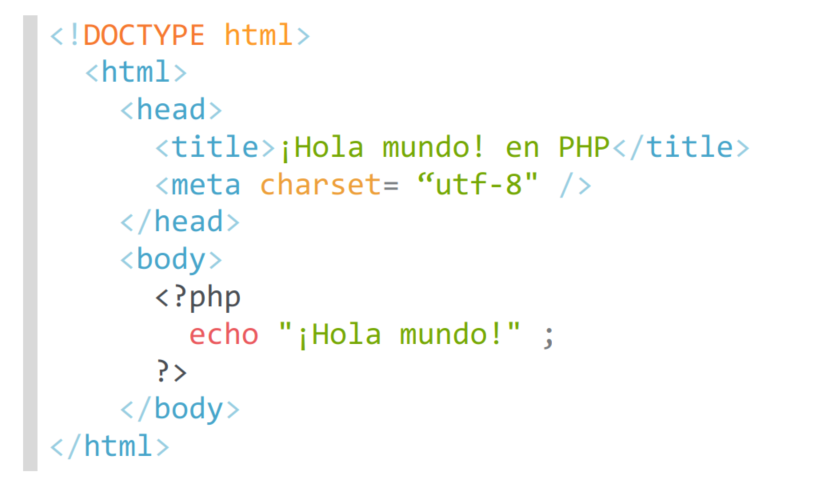 <!DOCTYPE html>
<html>
<head>
<title>¡Hola mundo! en PHP</title>
<meta charset= “utf-8" />
</head>
<body>
<?php
echo "¡Hola mundo!" ;
?>
</body>
</html>